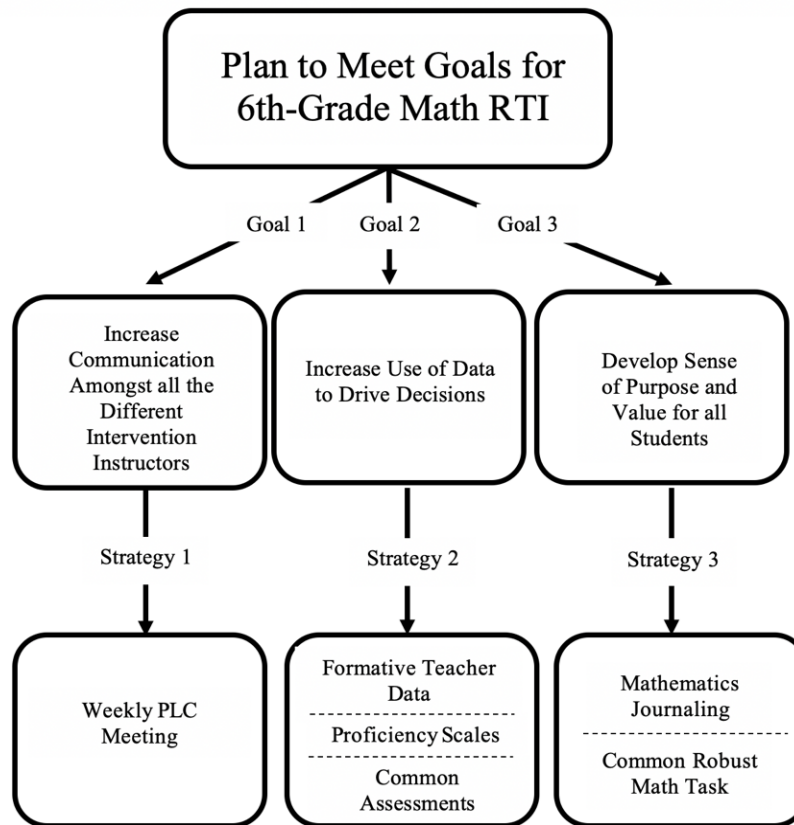 Plan to Meet Goals for
6th-Grade Math RTI
Goal 1
Goal 2
Goal 3
Increase
Communication
Amongst all the
Different
Intervention
Instructors
Increase Use of Data
to Drive Decisions
Develop Sense
of Purpose and
Value for all
Students
Strategy 1
Strategy 2
Strategy 3
Weekly PLC
Meeting
Formative Teacher
Data
Proficiency Scales
Common
Assessments
Mathematics
Journaling
Common Robust
Math Task